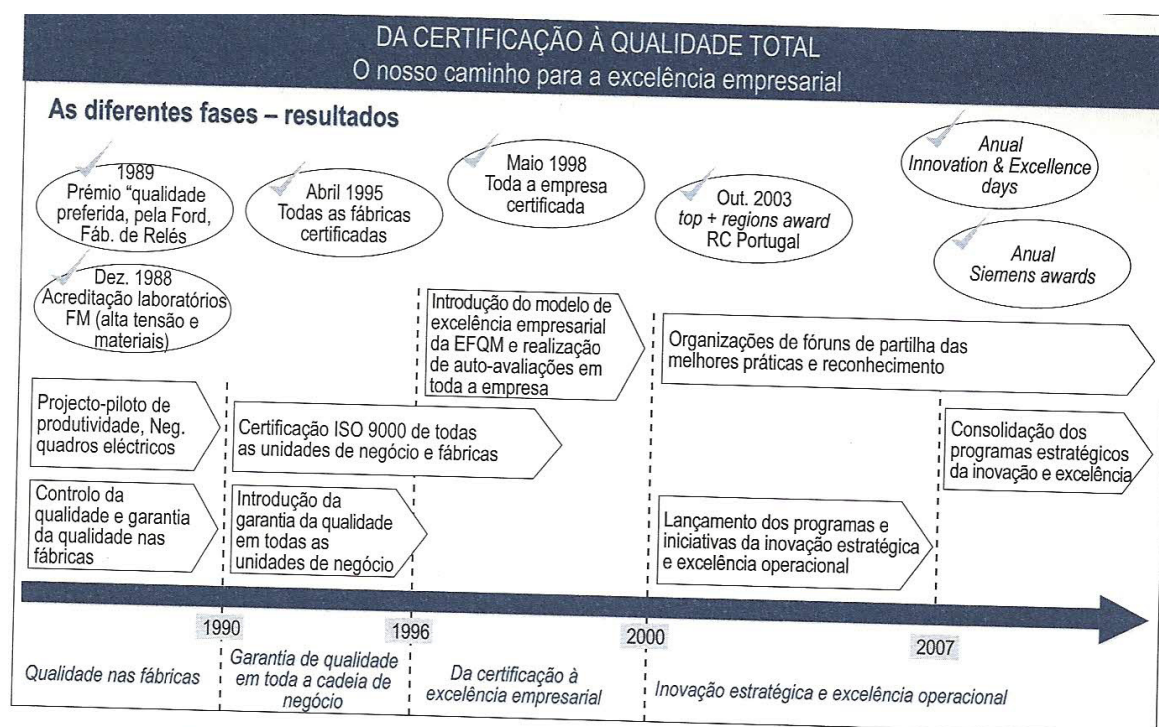 DA CERTIFICAÇÃO À QUALIDADE TOTAL
O nosso caminho para a excelência empresarial
As diferentes fases – resultados
1989
Prémio “qualidade
preferida, pela Ford,
Fáb. de Relés
Dez. 1988
Acreditação laboratórios
FM (alta tensão e
materiais)
Abril 1995
Todas as fábricas
certificadas
Maio 1998
Toda a empresa
certificada
Out. 2003
top + regions award
RC Portugal
Anual
Innovation & Excellence
days
Anual
Siemens awards
Introdução do modelo de
excelência empresarial
da EFQM e realização
de auto-avaliações em
toda a empresa
Organizações de fóruns de partilha das
melhores práticas e reconhecimento
Projecto-piloto de
produtividade, Neg.
quadros eléctricos
Certificação ISO 9000 de todas
as unidades de negócio e fábricas
Consolidação dos
programas estratégicos
da inovação e excelência
Controlo da
qualidade e garantia
da qualidade nas
fábricas
Introdução da
garantia da qualidade
em todas as
unidades de negócio
Lançamento dos programas e
iniciativas da inovação estratégica
e excelência operacional
1990
1996
2000
2007
Qualidade nas fábricas
Garantia de qualidade
em toda a cadeia de
negócio
Da certificação à
excelência empresarial
Inovação estratégica e excelência operacional